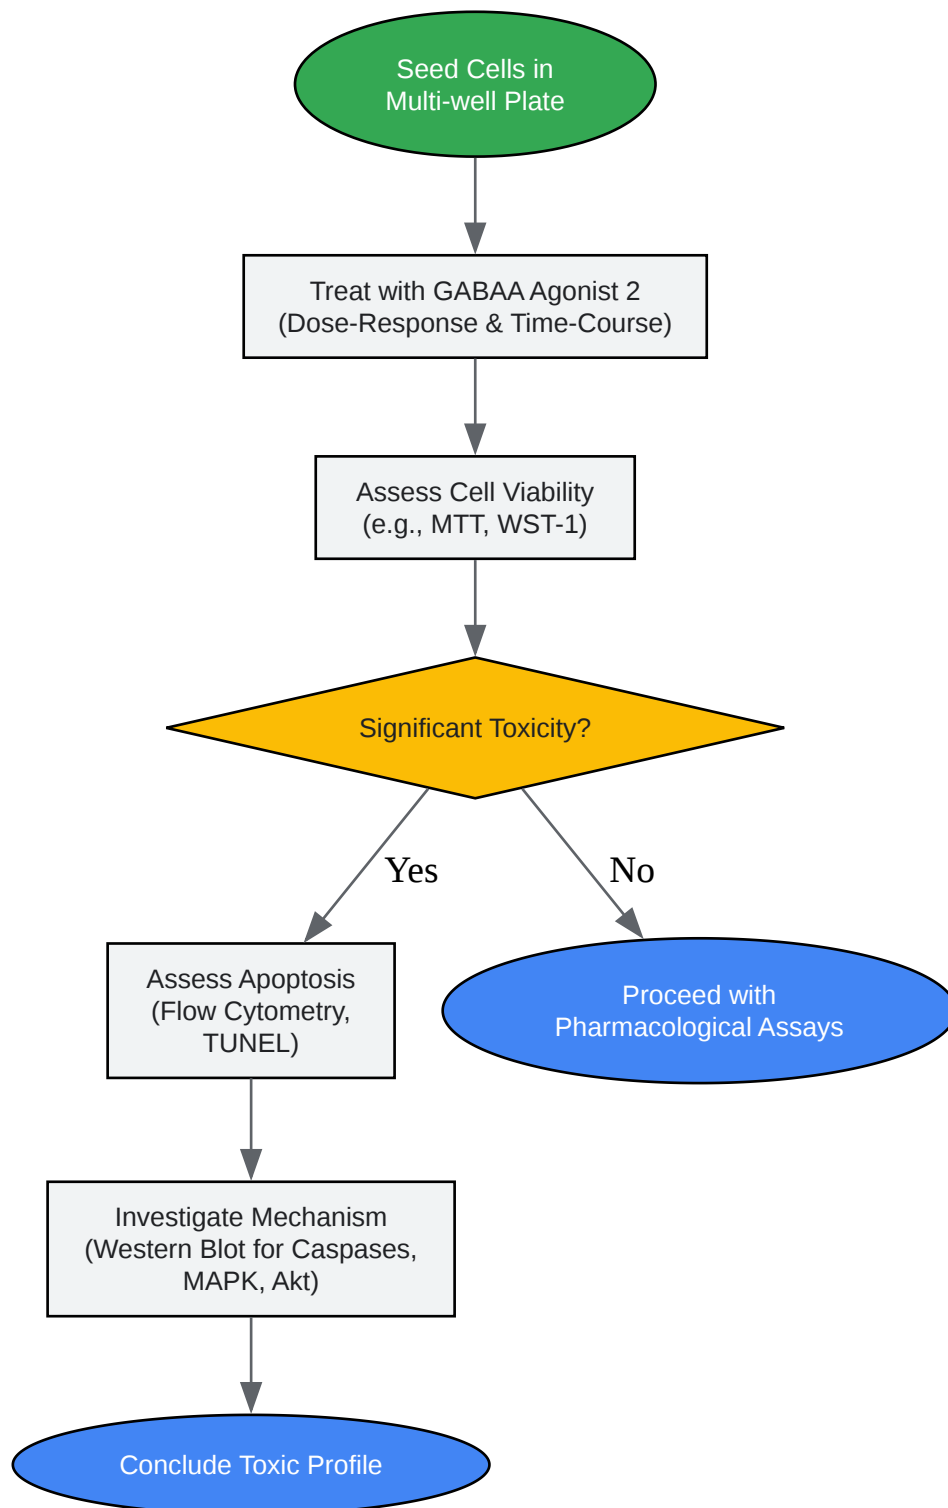 Seed Cells in
Multi-well Plate
Treat with GABAA Agonist 2
(Dose-Response & Time-Course)
Assess Cell Viability
(e.g., MTT, WST-1)
Significant Toxicity?
Yes
No
Assess Apoptosis
(Flow Cytometry,
TUNEL)
Proceed with
Pharmacological Assays
Investigate Mechanism
(Western Blot for Caspases,
MAPK, Akt)
Conclude Toxic Profile